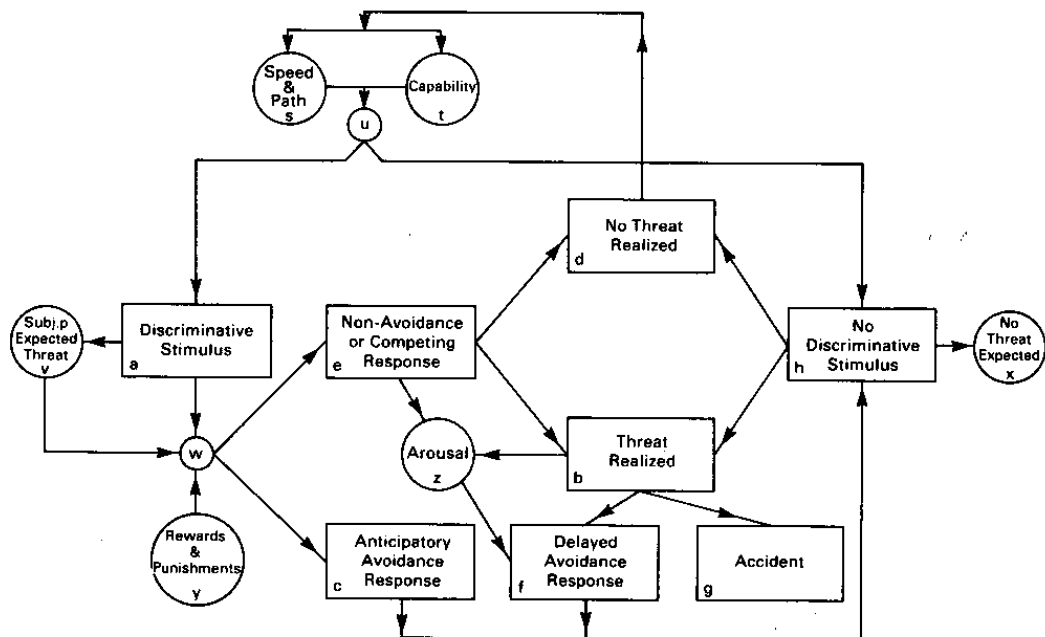 Speed
&
Path
s
Capability
t
u
No Threat
Realized
d
Subj.p
Expected
Threat
v
Discriminative
Stimulus
a
Non-Avoidance
or Competing
Response
e
No
Discriminative
Stimulus
h
No
Threat
Expected
x
w
Arousal
z
Threat
Realized
b
Rewards
&
Punishments
y
Anticipatory
Avoidance
Response
c
Delayed
Avoidance
Response
f
Accident
g